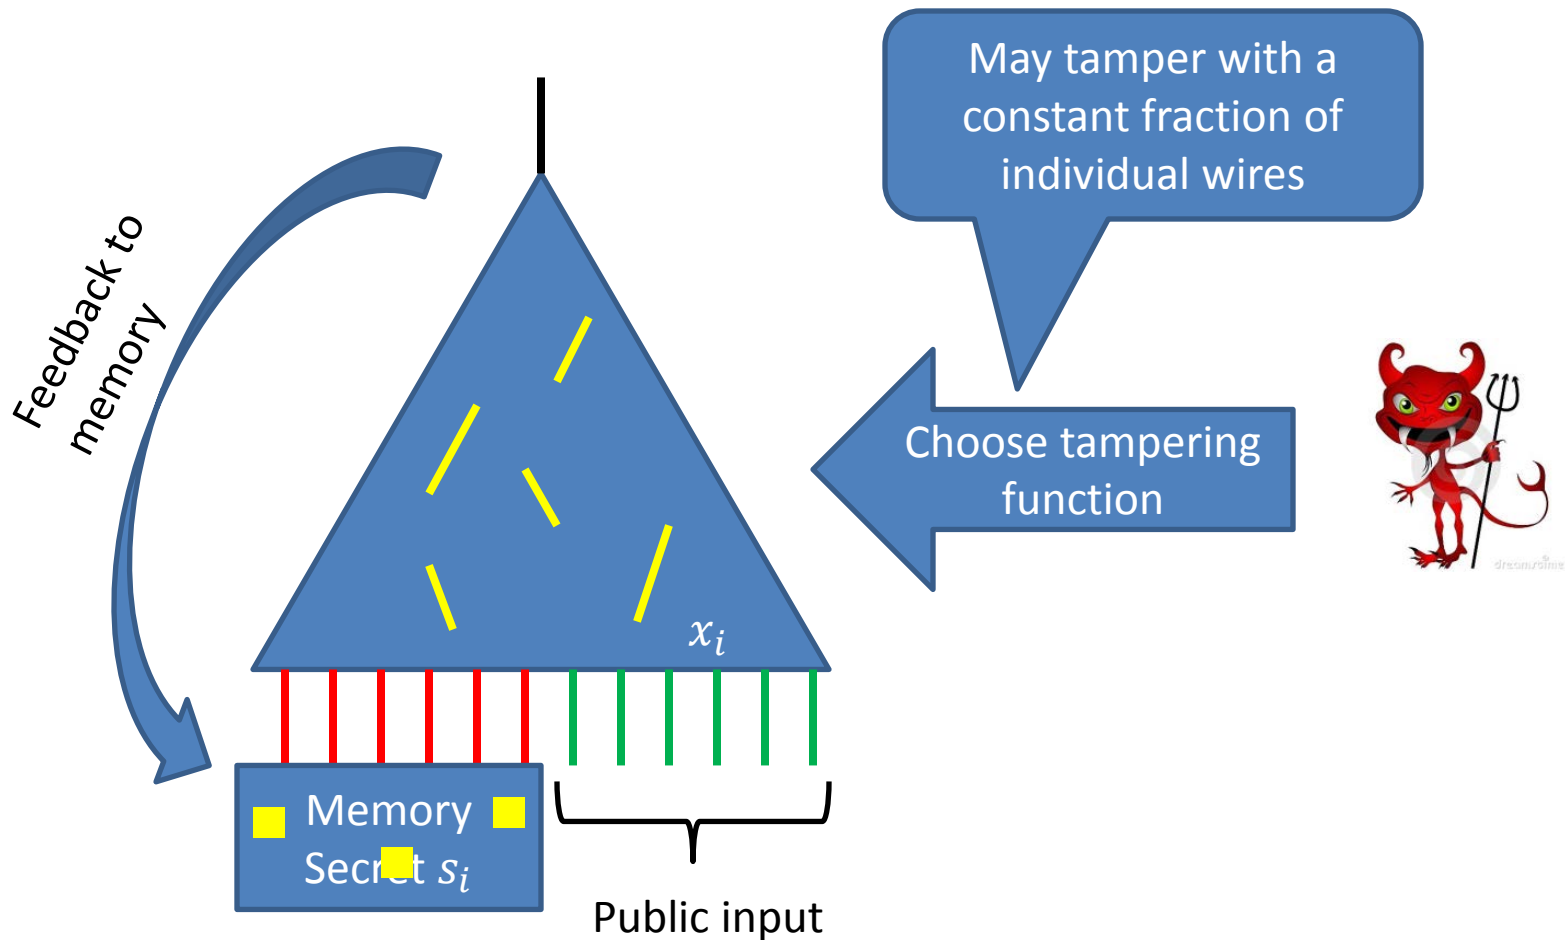 May tamper with a
constant fraction of
individual wires
Feedback to
memory
Choose tampering
function
dreamstime
x_i
Memory
Secret s_i
Public input